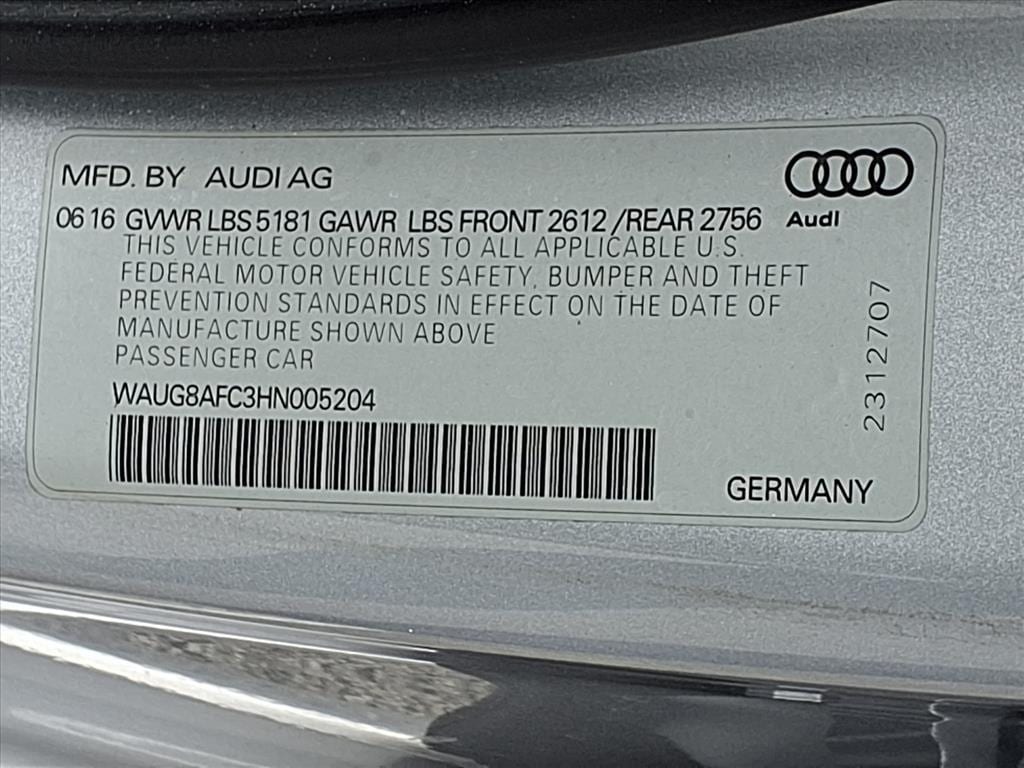 MFD. BY AUDI AG
06 16 GVWR LBS 5181 GAWR LBS FRONT 2612 /REAR 2756
Audi
THIS VEHICLE CONFORMS TO ALL APPLICABLE U.S.
FEDERAL MOTOR VEHICLE SAFETY, BUMPER AND THEFT
PREVENTION STANDARDS IN EFFECT ON THE DATE OF
MANUFACTURE SHOWN ABOVE
PASSENGER CAR
WAUG8AFC3HN005204
2312707
GERMANY